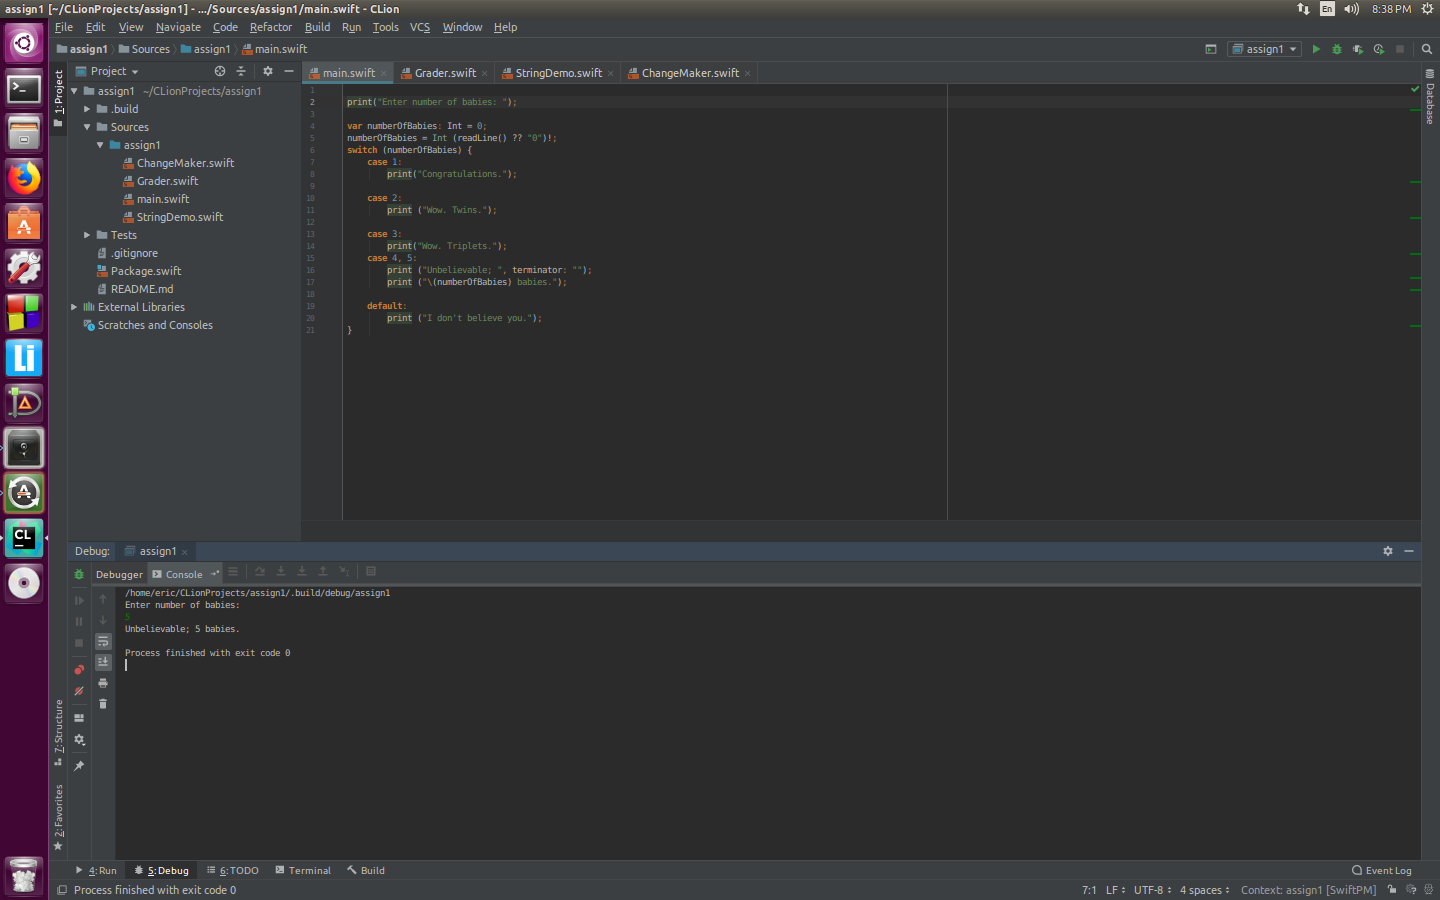 assign1 [~/CLionProjects/assign1] - .../Sources/assign1/main.swift - CLion
En
8:38 PM
File Edit View Navigate Code Refactor Build Run Tools VCS Window Help
assign1 Sources assign1 main.swift
assign1
1: Project
Project
main.swift Grader.swift StringDemo.swift ChangeMaker.swift
Database
assign1 ~/CLionProjects/assign1
.build
Sources
assign1
ChangeMaker.swift
Grader.swift
main.swift
StringDemo.swift
Tests
.gitignore
Package.swift
README.md
External Libraries
Scratches and Consoles
1
2 print("Enter number of babies: ");
3
4 var numberOfBabies: Int = 0;
5 numberOfBabies = Int (readLine() ?? "0")!;
6 switch (numberOfBabies) {
7 case 1:
8 print("Congratulations.");
9
10 case 2:
11 print ("Wow. Twins.");
12
13 case 3:
14 print("Wow. Triplets.");
15 case 4, 5:
16 print ("Unbelievable; ", terminator: "");
17 print ("\(numberOfBabies) babies.");
18
19 default:
20 print ("I don't believe you.");
21 }
Li
CL
Debug: assign1
Debugger Console
/home/eric/CLionProjects/assign1/.build/debug/assign1
Enter number of babies:
5
Unbelievable; 5 babies.
Process finished with exit code 0
7: Structure
2: Favorites
4: Run 5: Debug 6: TODO Terminal Build Event Log
Process finished with exit code 0
7:1 LF UTF-8 4 spaces Context: assign1 [SwiftPM]